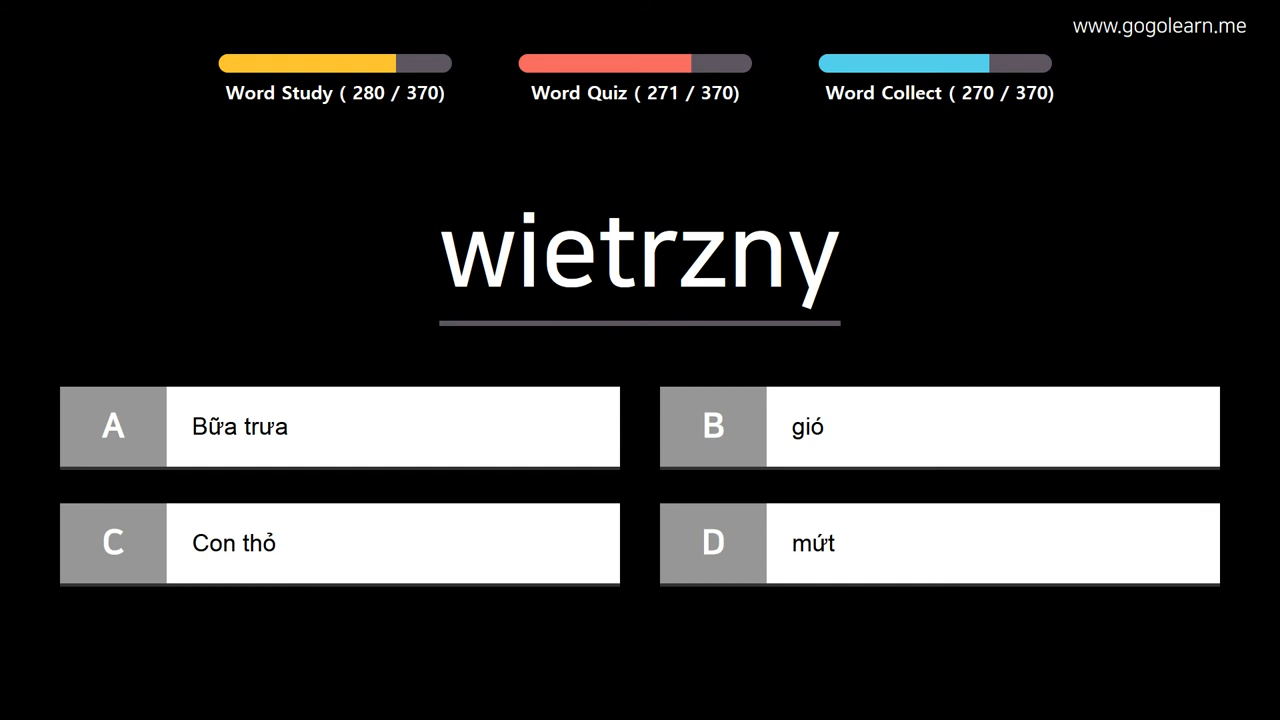 www.gogolearn.me
Word Study ( 280 / 370)
Word Quiz ( 271 / 370)
Word Collect ( 270 / 370)
wietrzny
A Bữa trưa
B gió
C Con thỏ
D mứt